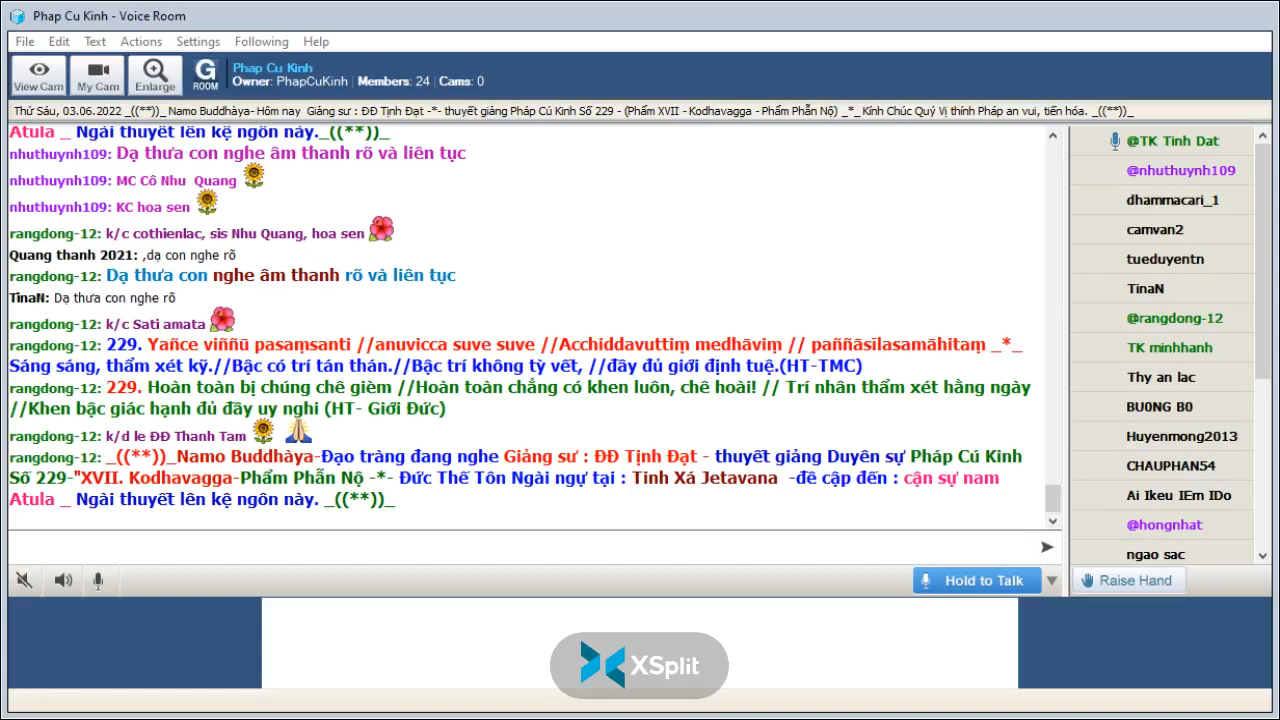 Phap Cu Kinh - Voice Room
File Edit Text Actions Settings Following Help
View Cam My Cam Enlarge G ROOM
Phap Cu Kinh
Owner: PhapCuKinh | Members: 24 | Cams: 0
Thứ Sáu, 03.06.2022 _((**))_ Namo Buddhàya- Hôm nay Giảng sư : ĐĐ Tịnh Đạt -*- thuyết giảng Pháp Cú Kinh Số 229 - (Phẩm XVII - Kodhavagga - Phẩm Phẫn Nộ) _*_ Kính Chúc Quý Vị thính Pháp an vui, tiến hóa. _((**))_
Atula _ Ngài thuyết lên kệ ngôn này._((**))_
nhuthuynh109: Dạ thưa con nghe âm thanh rõ và liên tục
nhuthuynh109: MC Cô Nhu Quang
nhuthuynh109: KC hoa sen
rangdong-12: k/c cothienlac, sis Nhu Quang, hoa sen
Quang thanh 2021: ,dạ con nghe rõ
rangdong-12: Dạ thưa con nghe âm thanh rõ và liên tục
TinaN: Dạ thưa con nghe rõ
rangdong-12: k/c Sati amata
rangdong-12: 229. Yañce viññū pasaṃsanti //anuvicca suve suve //Acchiddavuttiṃ medhāviṃ // paññāsīlasamāhitaṃ _*_
Sáng sáng, thẩm xét kỹ.//Bậc có trí tán thán.//Bậc trí không tỳ vết, //đầy đủ giới định tuệ.(HT-TMC)
rangdong-12: 229. Hoàn toàn bị chúng chê gièm //Hoàn toàn chẳng có khen luôn, chê hoài! // Trí nhân thẩm xét hằng ngày
//Khen bậc giác hạnh đủ đầy uy nghi (HT- Giới Đức)
rangdong-12: k/d le ĐĐ Thanh Tam
rangdong-12: _((**))_Namo Buddhàya-Đạo tràng đang nghe Giảng sư : ĐĐ Tịnh Đạt - thuyết giảng Duyên sự Pháp Cú Kinh
Số 229-"XVII. Kodhavagga-Phẩm Phẫn Nộ -*- Đức Thế Tôn Ngài ngự tại : Tinh Xá Jetavana -đề cập đến : cận sự nam
Atula _ Ngài thuyết lên kệ ngôn này. _((**))_
@TK Tinh Dat
@nhuthuynh109
dhammacari_1
camvan2
tueduyentn
TinaN
@rangdong-12
TK minhhanh
Thy an lac
BU0NG B0
Huyenmong2013
CHAUPHAN54
Ai Ikeu IEm IDo
@hongnhat
ngao sac
Hold to Talk
Raise Hand
XSplit